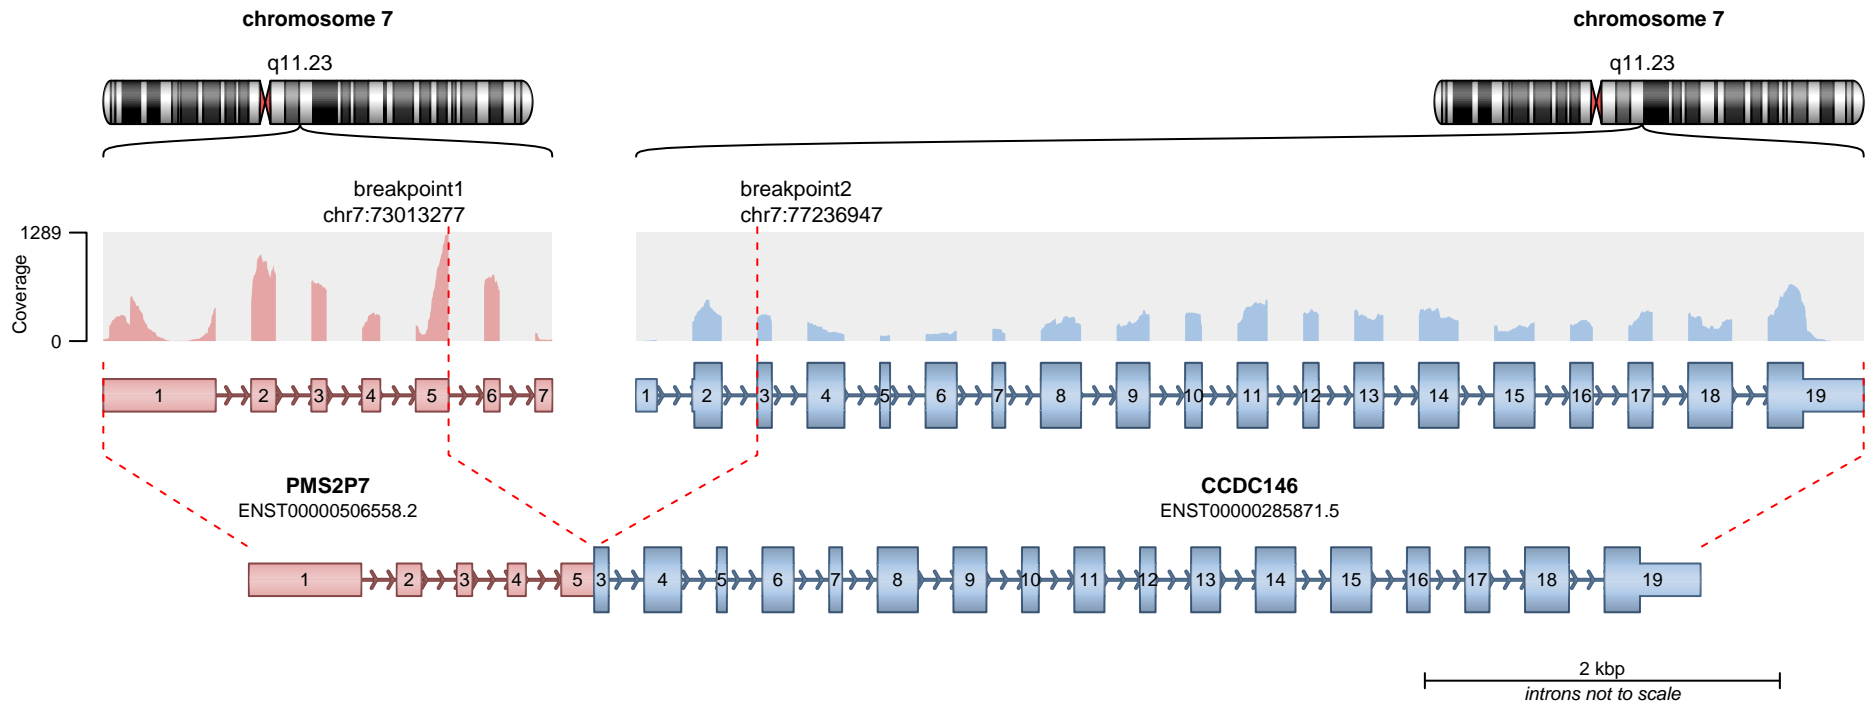 chromosome 7
chromosome 7
q11.23
q11.23
breakpoint1
chr7:73013277
breakpoint2
chr7:77236947
1289
Coverage
0
1 2 3 4 5 6 7
1 2 3 4 5 6 7 8 9 10 11 12 13 14 15 16 17 18 19
PMS2P7
ENST00000506558.2
CCDC146
ENST00000285871.5
1 2 3 4 5 3 4 5 6 7 8 9 10 11 12 13 14 15 16 17 18 19
2 kbp
introns not to scale